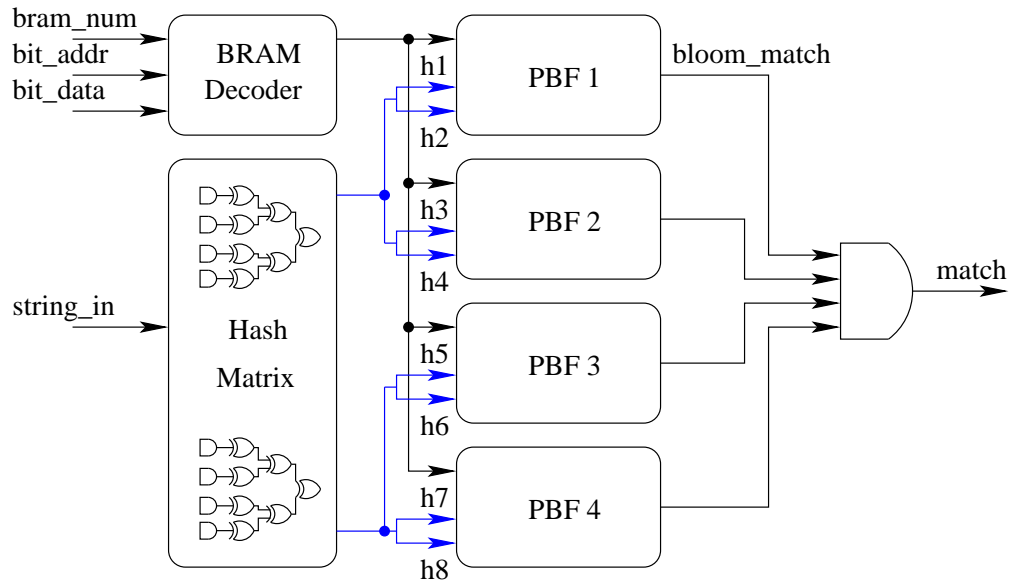 bram_num
bit_addr
bit_data
BRAM
Decoder
h1
h2
PBF 1
bloom_match
h3
h4
PBF 2
string_in
Hash
Matrix
match
h5
h6
PBF 3
h7
h8
PBF 4